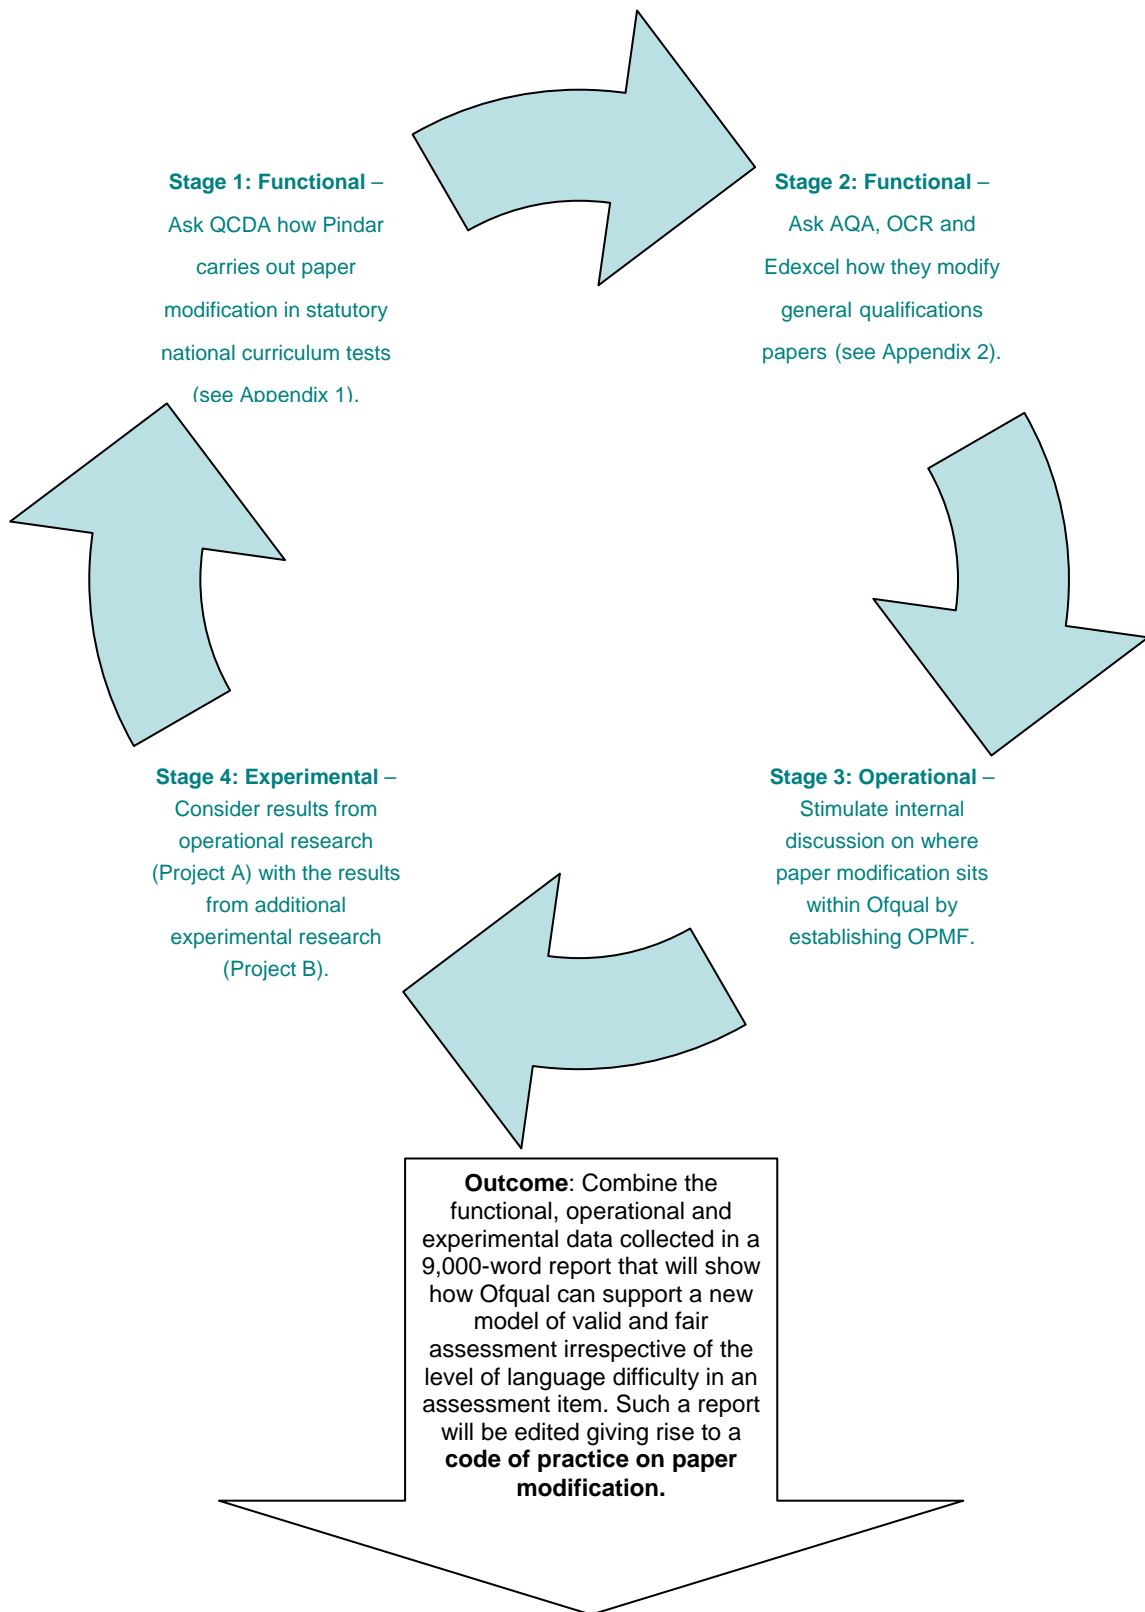 Stage 1: Functional –
Ask QCDA how Pindar
carries out paper
modification in statutory
national curriculum tests
(see Appendix 1).
Stage 2: Functional –
Ask AQA, OCR and
Edexcel how they modify
general qualifications
papers (see Appendix 2).
Stage 3: Operational –
Stimulate internal
discussion on where
paper modification sits
within Ofqual by
establishing OPMF.
Stage 4: Experimental –
Consider results from
operational research
(Project A) with the results
from additional
experimental research
(Project B).
Outcome: Combine the
functional, operational and
experimental data collected in a
9,000-word report that will show
how Ofqual can support a new
model of valid and fair
assessment irrespective of the
level of language difficulty in an
assessment item. Such a report
will be edited giving rise to a
code of practice on paper
modification.